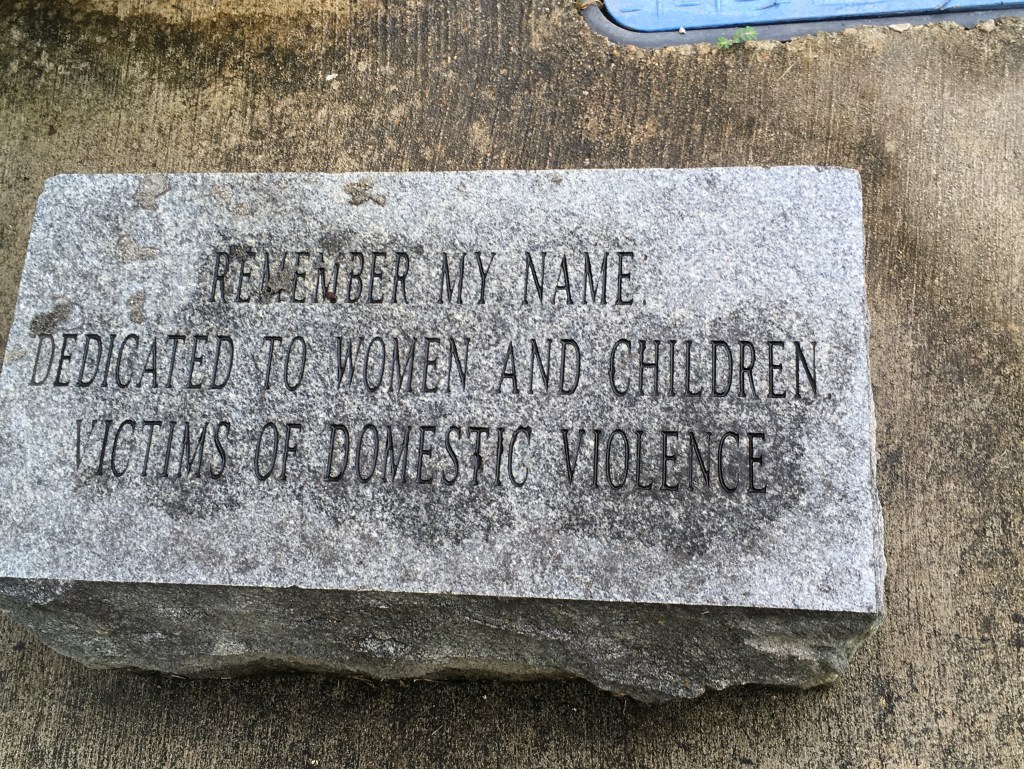 REMEMBER MY NAME
DEDICATED TO WOMEN AND CHILDREN
VICTIMS OF DOMESTIC VIOLENCE